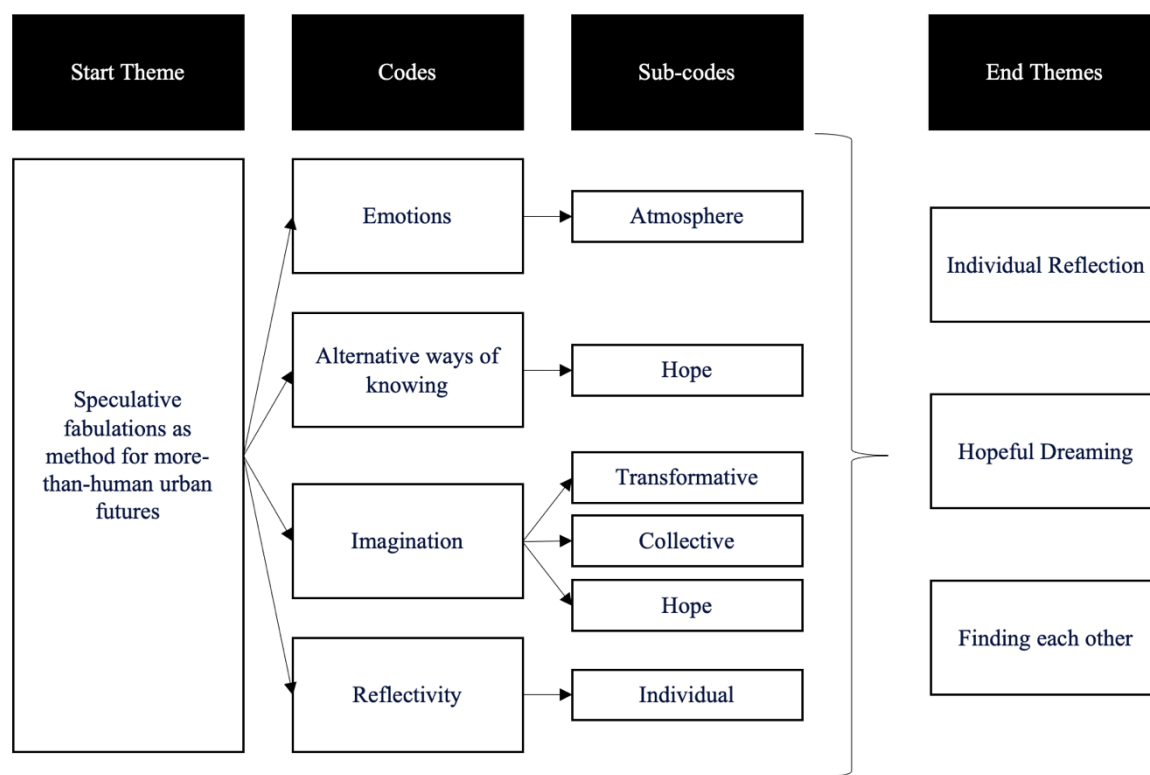 Start Theme
Codes
Sub-codes
End Themes
Speculative
fabulations as
method for more-
than-human urban
futures
Emotions
Alternative ways of
knowing
Imagination
Reflectivity
Atmosphere
Hope
Transformative
Collective
Hope
Individual
Individual Reflection
Hopeful Dreaming
Finding each other